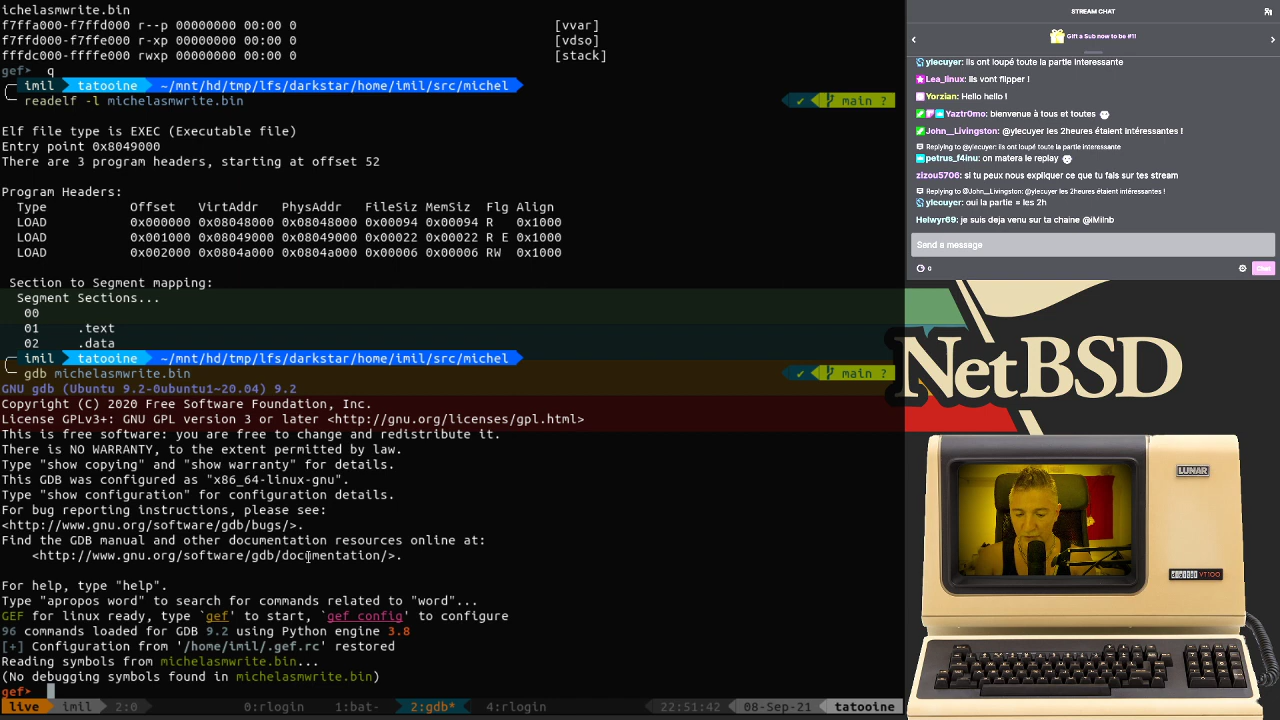 ichelasmwrite.bin
f7ffa000-f7ffd000 r--p 00000000 00:00 0 [vvar]
f7ffd000-f7ffe000 r-xp 00000000 00:00 0 [vdso]
fffdc000-ffffe000 rwxp 00000000 00:00 0 [stack]
gef➤ q
imil tatooine ~/mnt/hd/tmp/lfs/darkstar/home/imil/src/michel
readelf -l michelasmwrite.bin ✔ main ?
Elf file type is EXEC (Executable file)
Entry point 0x8049000
There are 3 program headers, starting at offset 52
Program Headers:
Type Offset VirtAddr PhysAddr FileSiz MemSiz Flg Align
LOAD 0x000000 0x08048000 0x08048000 0x00094 0x00094 R 0x1000
LOAD 0x001000 0x08049000 0x08049000 0x00022 0x00022 R E 0x1000
LOAD 0x002000 0x0804a000 0x0804a000 0x00006 0x00006 RW 0x1000
Section to Segment mapping:
Segment Sections...
00
01 .text
02 .data
imil tatooine ~/mnt/hd/tmp/lfs/darkstar/home/imil/src/michel
gdb michelasmwrite.bin ✔ main ?
GNU gdb (Ubuntu 9.2-0ubuntu1~20.04) 9.2
Copyright (C) 2020 Free Software Foundation, Inc.
License GPLv3+: GNU GPL version 3 or later <http://gnu.org/licenses/gpl.html>
This is free software: you are free to change and redistribute it.
There is NO WARRANTY, to the extent permitted by law.
Type "show copying" and "show warranty" for details.
This GDB was configured as "x86_64-linux-gnu".
Type "show configuration" for configuration details.
For bug reporting instructions, please see:
<http://www.gnu.org/software/gdb/bugs/>.
Find the GDB manual and other documentation resources online at:
<http://www.gnu.org/software/gdb/documentation/>.
For help, type "help".
Type "apropos word" to search for commands related to "word"...
GEF for linux ready, type `gef' to start, `gef config' to configure
96 commands loaded for GDB 9.2 using Python engine 3.8
[+] Configuration from '/home/imil/.gef.rc' restored
Reading symbols from michelasmwrite.bin...
(No debugging symbols found in michelasmwrite.bin)
gef➤
live imil 2:0 0:rlogin 1:bat- 2:gdb* 4:rlogin 22:51:42 08-Sep-21 tatooine
STREAM CHAT
Gift a Sub now to be #1!
ylecuyer: ils ont loupé toute la partie interessante
Lea_linux: ils vont flipper !
Yorzian: Hello hello !
Yaztr0mo: bienvenue à tous et toutes
John__Livingston: @ylecuyer les 2heures étaient intéressantes !
Replying to @ylecuyer: ils ont loupé toute la partie interessante
petrus_f4inu: on matera le replay
zizou5706: si tu peux nous expliquer ce que tu fais sur tes stream
Replying to @John__Livingston: @ylecuyer les 2heures étaient intéressantes !
ylecuyer: oui la partie = les 2h
Helwyr69: je suis deja venu sur ta chaine @iMilnb
Send a message
0
Chat
NetBSD
LUNAR
digital VT100